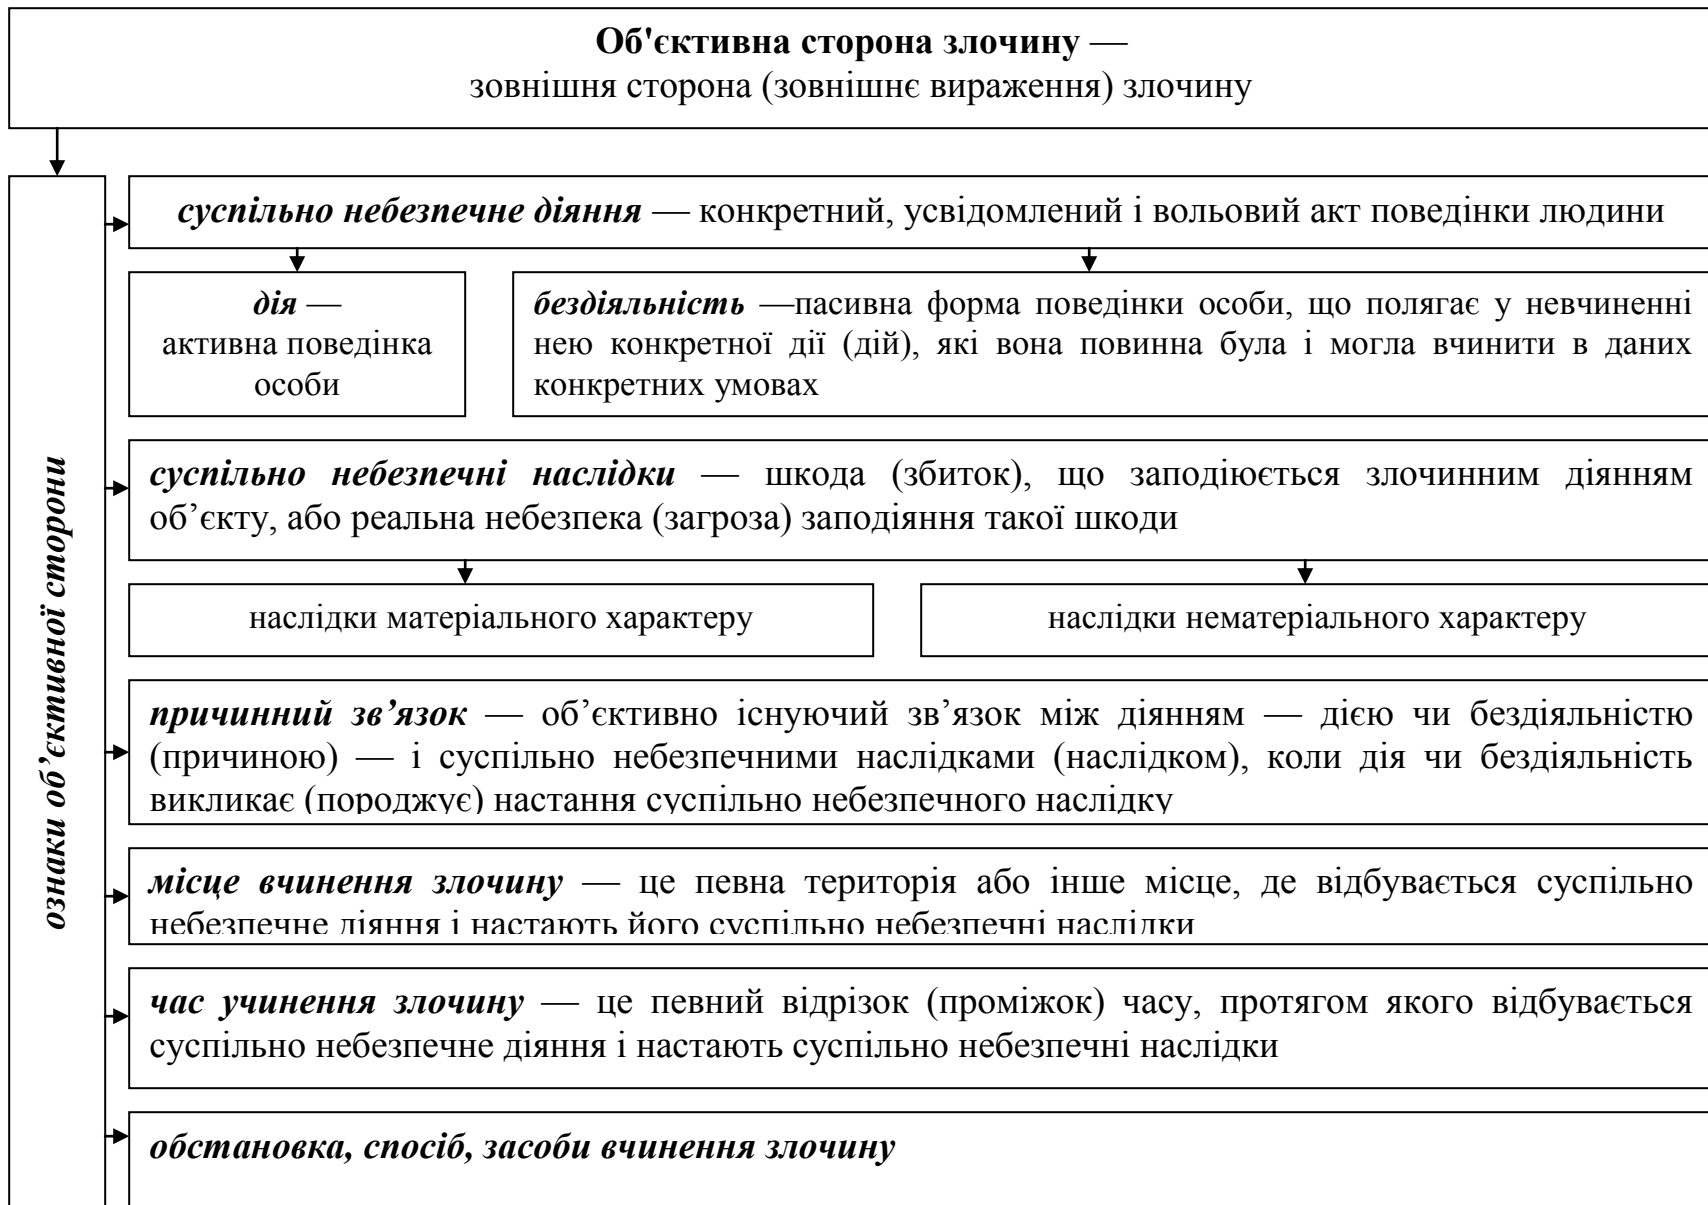 Об'єктивна сторона злочину —
зовнішня сторона (зовнішнє вираження) злочину
ознаки об’єктивної сторони
суспільно небезпечне діяння — конкретний, усвідомлений і вольовий акт поведінки людини
дія —
активна поведінка
особи
бездіяльність —пасивна форма поведінки особи, що полягає у невчиненні
нею конкретної дії (дій), які вона повинна була і могла вчинити в даних
конкретних умовах
суспільно небезпечні наслідки — шкода (збиток), що заподіюється злочинним діянням
об’єкту, або реальна небезпека (загроза) заподіяння такої шкоди
наслідки матеріального характеру
наслідки нематеріального характеру
причинний зв’язок — об’єктивно існуючий зв’язок між діянням — дією чи бездіяльністю
(причиною) — і суспільно небезпечними наслідками (наслідком), коли дія чи бездіяльність
викликає (породжує) настання суспільно небезпечного наслідку
місце вчинення злочину — це певна територія або інше місце, де відбувається суспільно
небезпечне діяння і настають його суспільно небезпечні наслідки
час учинення злочину — це певний відрізок (проміжок) часу, протягом якого відбувається
суспільно небезпечне діяння і настають суспільно небезпечні наслідки
обстановка, спосіб, засоби вчинення злочину